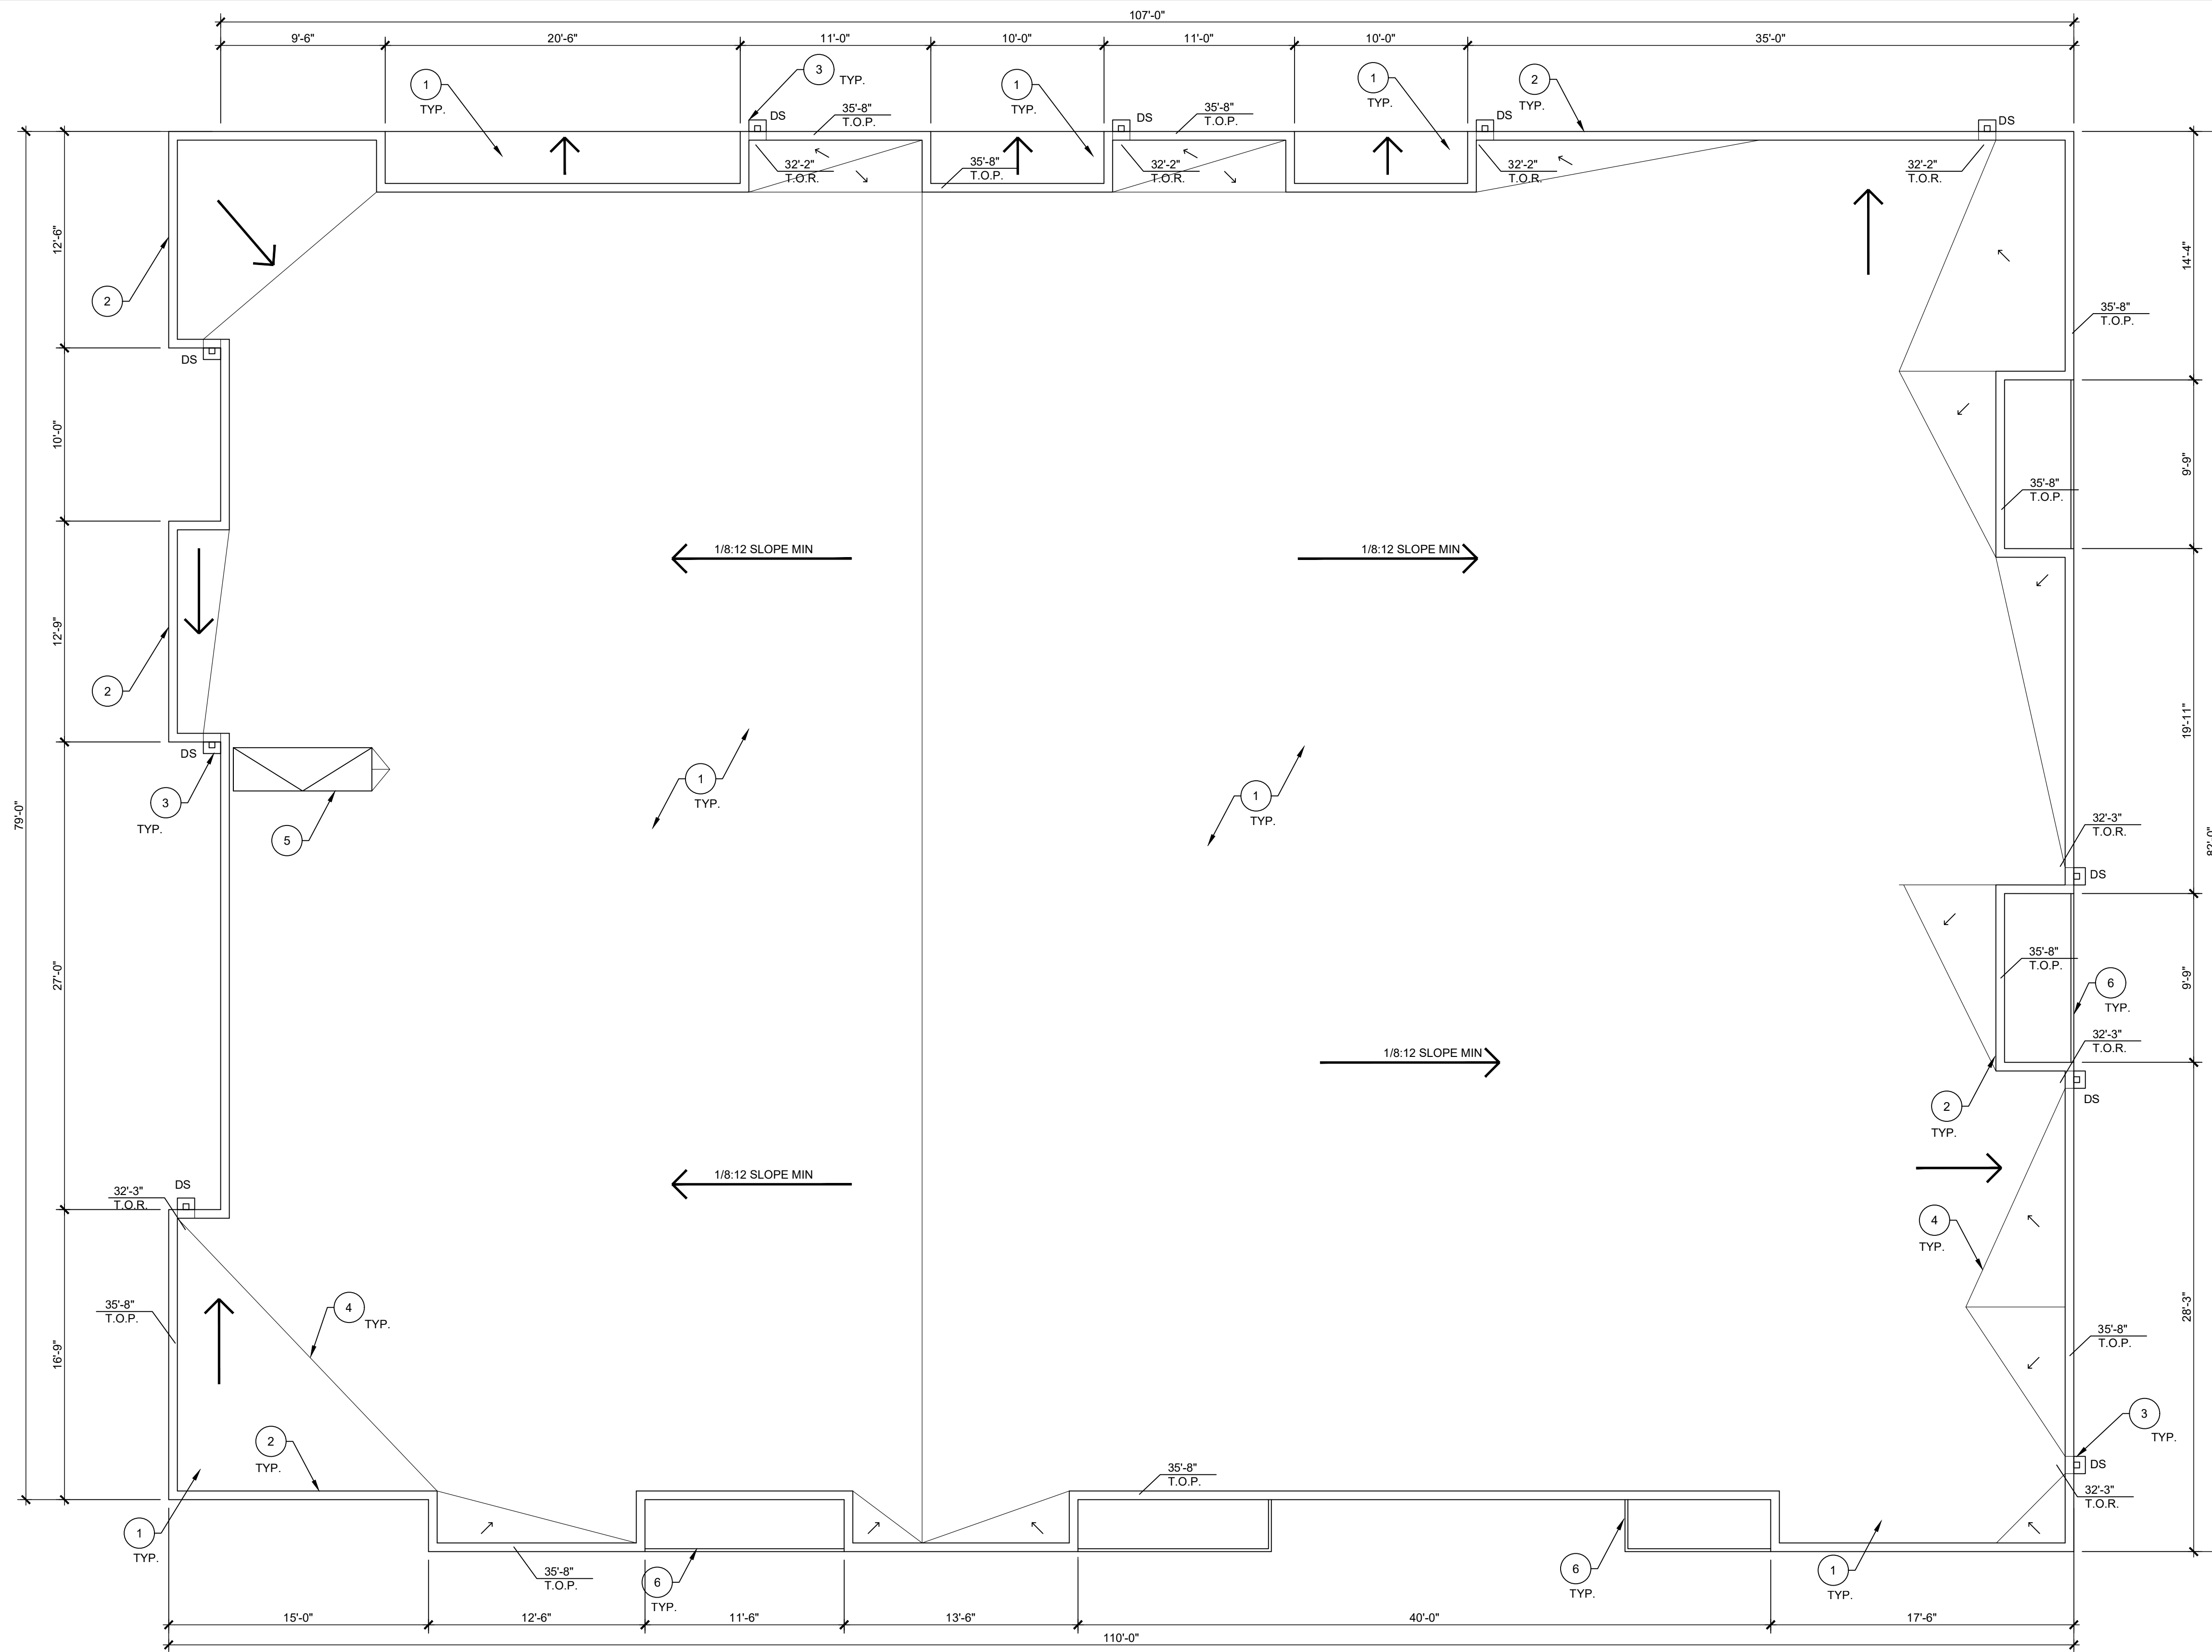 107'-0"
9'-6"
20'-6"
11'-0"
10'-0"
11'-0"
10'-0"
35'-0"
1
TYP.
3
TYP.
1
TYP.
1
TYP.
2
TYP.
DS
35'-8"
T.O.P.
DS
35'-8"
T.O.P.
DS
DS
32'-2"
T.O.R.
35'-8"
T.O.P.
32'-2"
T.O.R.
32'-2"
T.O.R.
32'-2"
T.O.R.
12'-6"
14'-4"
2
35'-8"
T.O.P.
DS
10'-0"
9'-9"
35'-8"
T.O.P.
1/8:12 SLOPE MIN
1/8:12 SLOPE MIN
12'-9"
2
19'-11"
DS
3
TYP.
5
1
TYP.
1
TYP.
79'-0"
82'-0"
32'-3"
T.O.R.
DS
27'-0"
35'-8"
T.O.P.
9'-9"
6
TYP.
32'-3"
T.O.R.
1/8:12 SLOPE MIN
2
TYP.
DS
1/8:12 SLOPE MIN
DS
32'-3"
T.O.R.
4
TYP.
35'-8"
T.O.P.
4
TYP.
16'-9"
28'-3"
35'-8"
T.O.P.
2
TYP.
3
TYP.
DS
35'-8"
T.O.P.
32'-3"
T.O.R.
1
TYP.
35'-8"
T.O.P.
6
TYP.
6
TYP.
1
TYP.
15'-0"
12'-6"
11'-6"
13'-6"
40'-0"
17'-6"
110'-0"